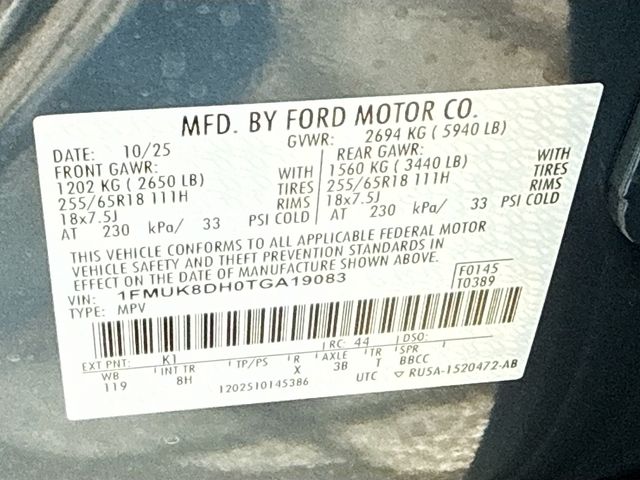 MFD. BY FORD MOTOR CO.
DATE: 10/25 GVWR: 2694 KG ( 5940 LB)
FRONT GAWR: REAR GAWR:
1202 KG ( 2650 LB) WITH 1560 KG ( 3440 LB) WITH
255/65R18 111H TIRES 255/65R18 111H TIRES
18x7.5J RIMS 18x7.5J RIMS
AT 230 kPa/ 33 PSI COLD AT 230 kPa/ 33 PSI COLD
THIS VEHICLE CONFORMS TO ALL APPLICABLE FEDERAL MOTOR
VEHICLE SAFETY AND THEFT PREVENTION STANDARDS IN
EFFECT ON THE DATE OF MANUFACTURE SHOWN ABOVE.
VIN: 1FMUK8DH0TGA19083 F0145
TYPE: MPV T0389
EXT PNT: K1 RC: 44 DSO:
WB INT TR TP/PS R AXLE TR SPR
119 8H X 3B T BBCC
1202510145386 UTC ▽ RU5A-1520472-AB